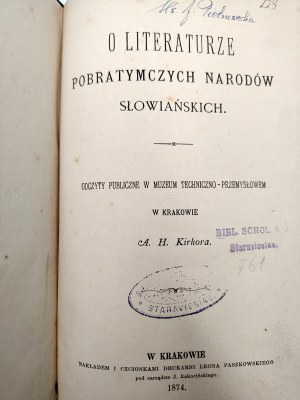 O LITERATURZE
POBRATYMCZYCH NARODÓW
SŁOWIAŃSKICH.
ODCZYTY PUBLICZNE W MUZEUM TECHNICZNO-PRZEMYSŁOWEM
W KRAKOWIE
A. H. Kirkora.
BIBL. SCHOL.
Staraviesiae.
761
STARAVIESIAE
W KRAKOWIE
NAKŁADEM I CZCIONKAMI DRUKARNI LEONA PASZKOWSKIEGO
pod zarządem J. Łakocińskiego.
1874.